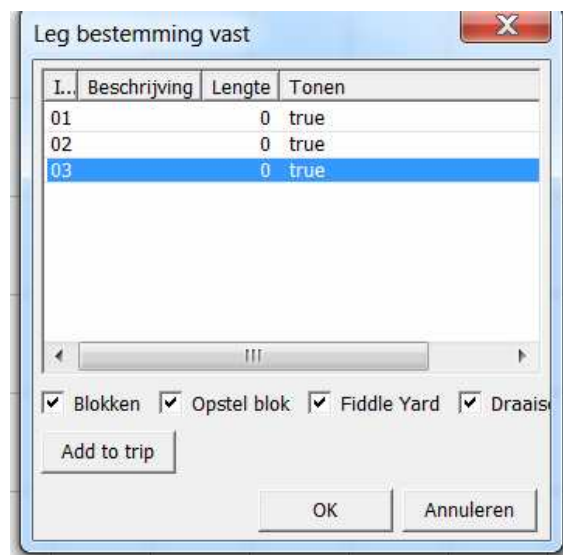 Leg bestemming vast
I... Beschrijving Lengte Tonen
01 0 true
02 0 true
03 0 true
Blokken Opstel blok Fiddle Yard
Add to trip
OK Annuleren